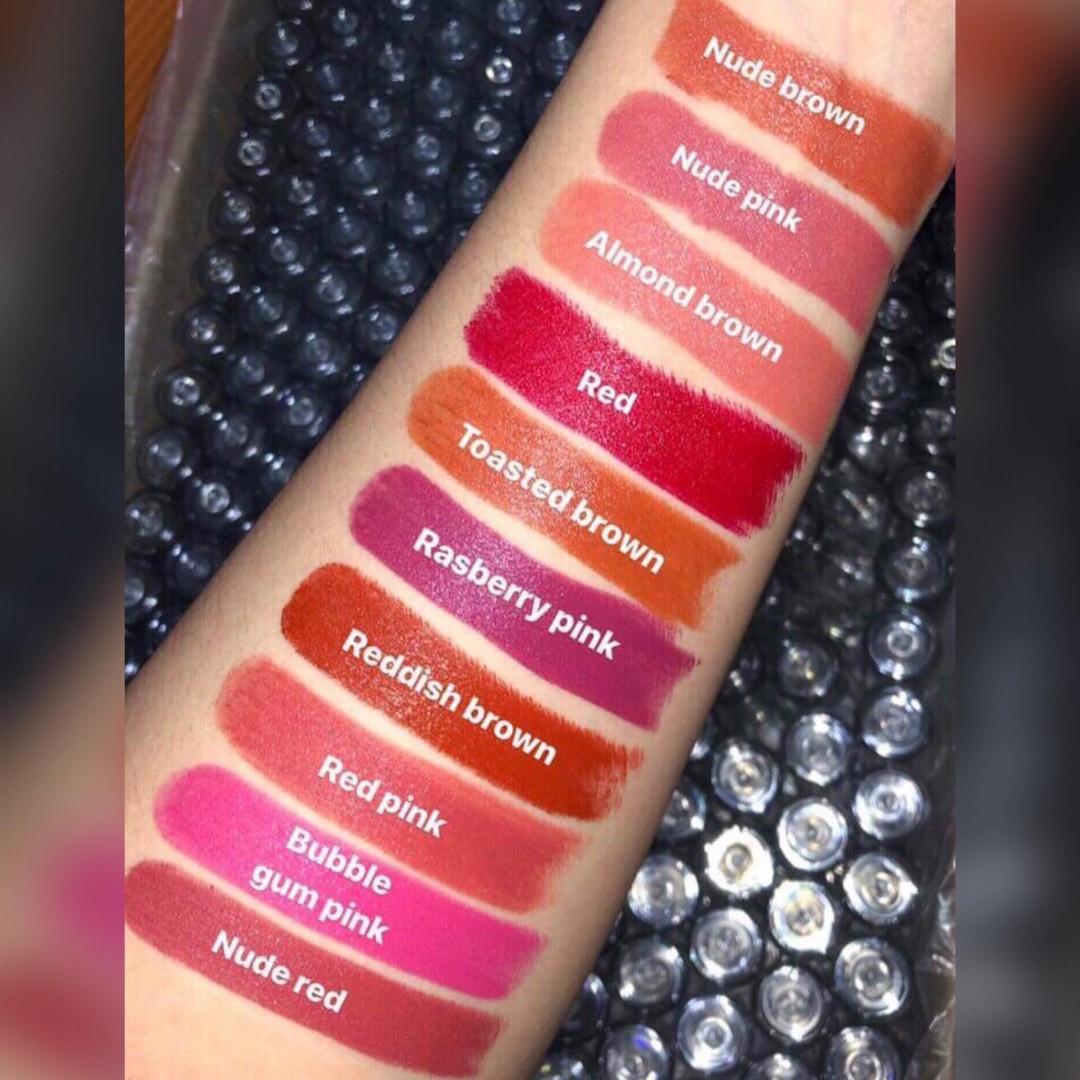 Nude brown
Nude pink
Almond brown
Red
Toasted brown
Rasberry pink
Reddish brown
Red pink
Bubble
gum pink
Nude red